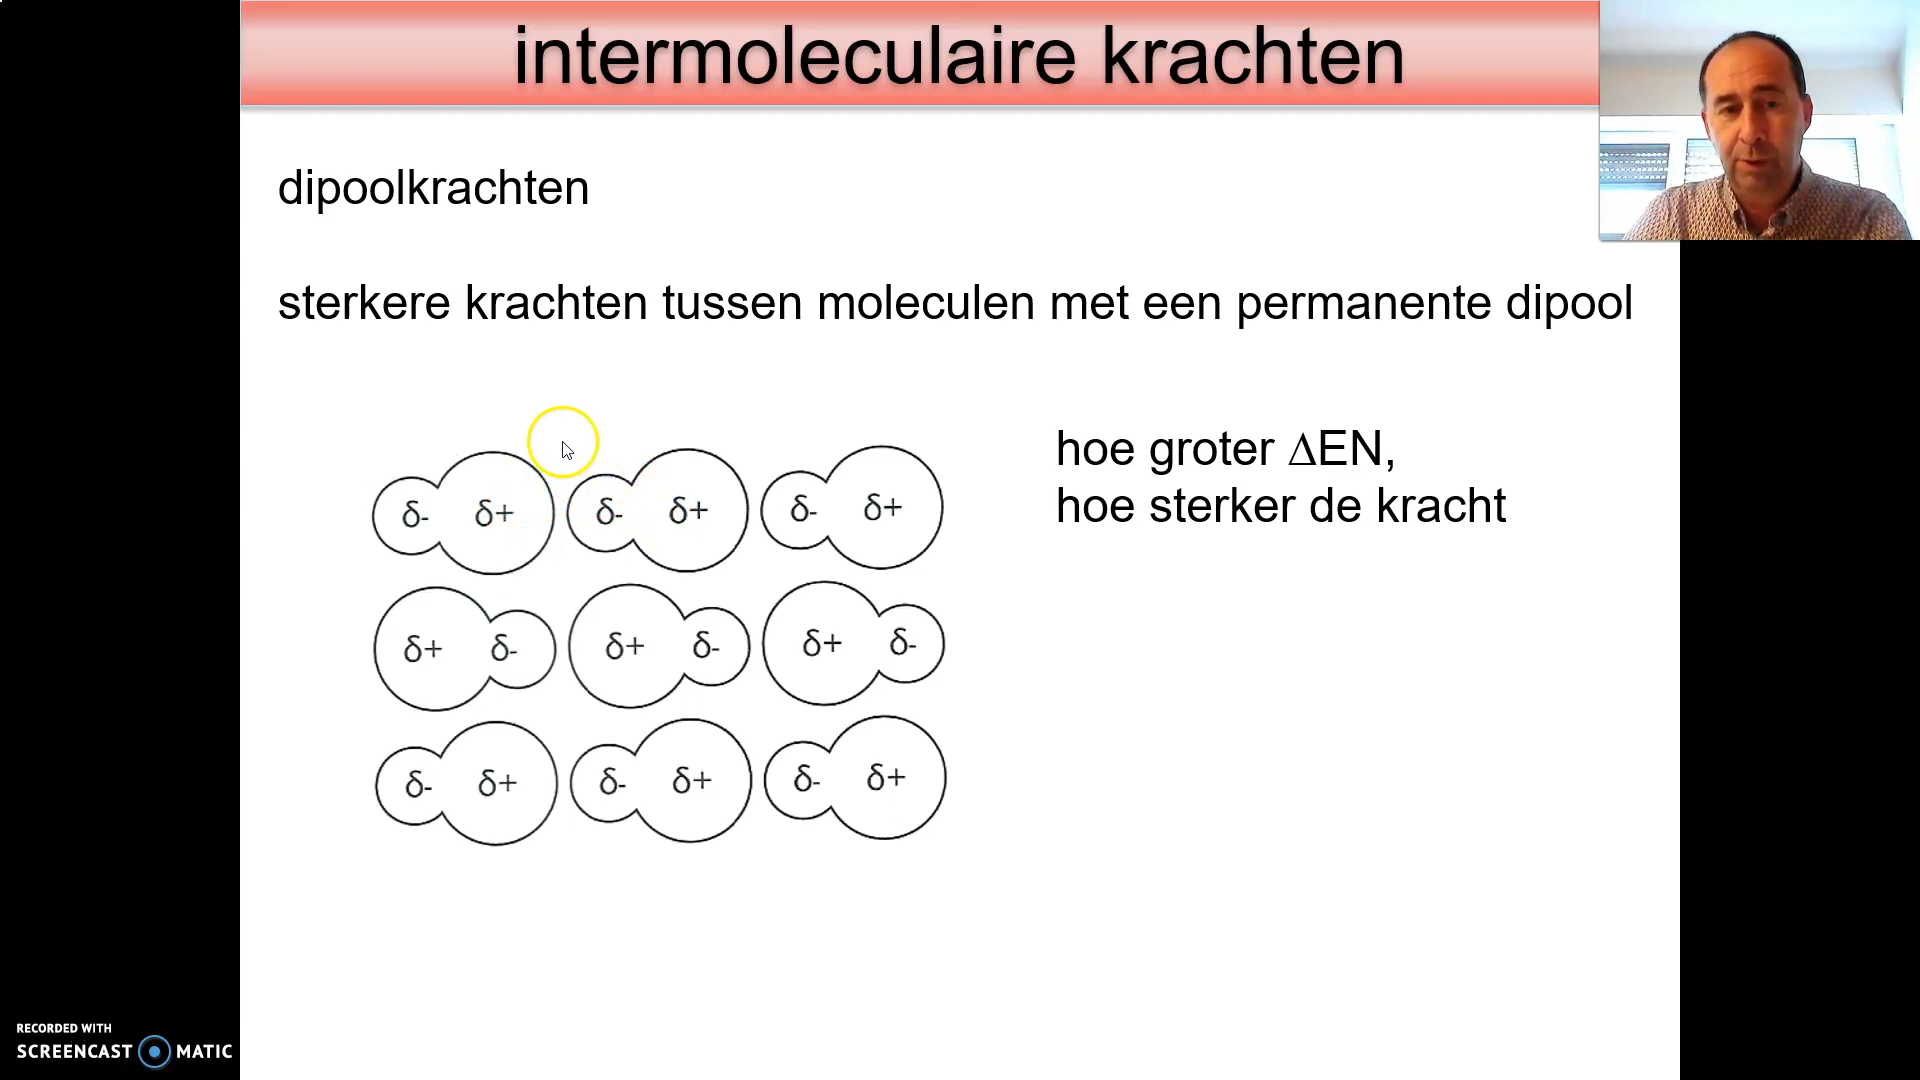 intermoleculaire krachten
dipoolkrachten
sterkere krachten tussen moleculen met een permanente dipool
hoe groter ∆EN,
hoe sterker de kracht
δ- δ+ δ- δ+ δ- δ+
δ+ δ- δ+ δ- δ+ δ-
δ- δ+ δ- δ+ δ- δ+
RECORDED WITH
SCREENCAST MATIC